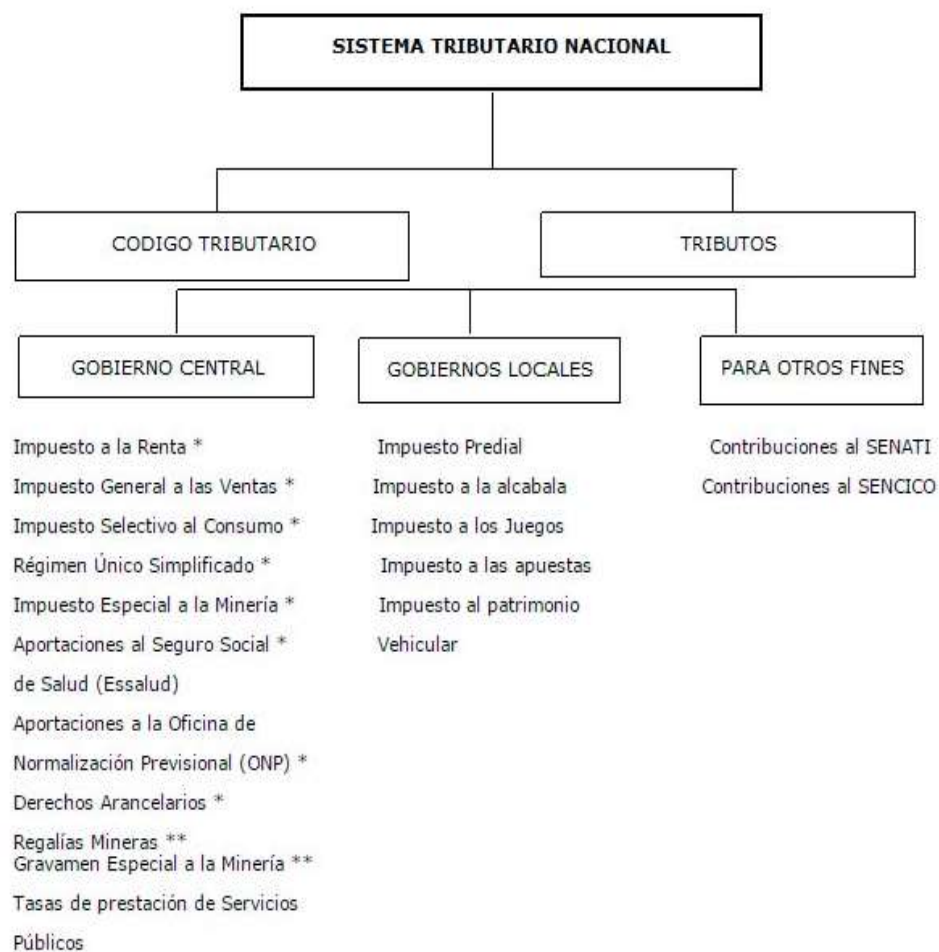 SISTEMA TRIBUTARIO NACIONAL
CODIGO TRIBUTARIO
TRIBUTOS
GOBIERNO CENTRAL
GOBIERNOS LOCALES
PARA OTROS FINES
Impuesto a la Renta *
Impuesto General a las Ventas *
Impuesto Selectivo al Consumo *
Régimen Único Simplificado *
Impuesto Especial a la Minería *
Aportaciones al Seguro Social *
de Salud (Essalud)
Aportaciones a la Oficina de
Normalización Previsional (ONP) *
Derechos Arancelarios *
Regalías Mineras **
Gravamen Especial a la Minería **
Tasas de prestación de Servicios
Públicos
Impuesto Predial
Impuesto a la alcabala
Impuesto a los Juegos
Impuesto a las apuestas
Impuesto al patrimonio
Vehicular
Contribuciones al SENATI
Contribuciones al SENCICO